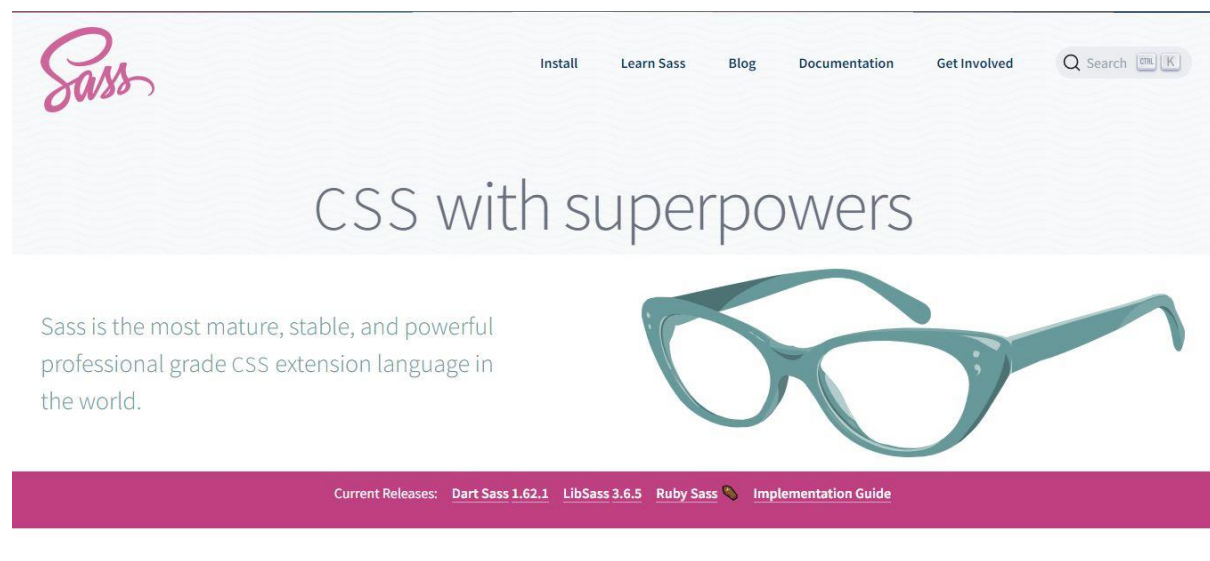 Sass
Install Learn Sass Blog Documentation Get Involved Search CTRL K
CSS with superpowers
Sass is the most mature, stable, and powerful
professional grade CSS extension language in
the world.
Current Releases: Dart Sass 1.62.1 LibSass 3.6.5 Ruby Sass ⚰️ Implementation Guide